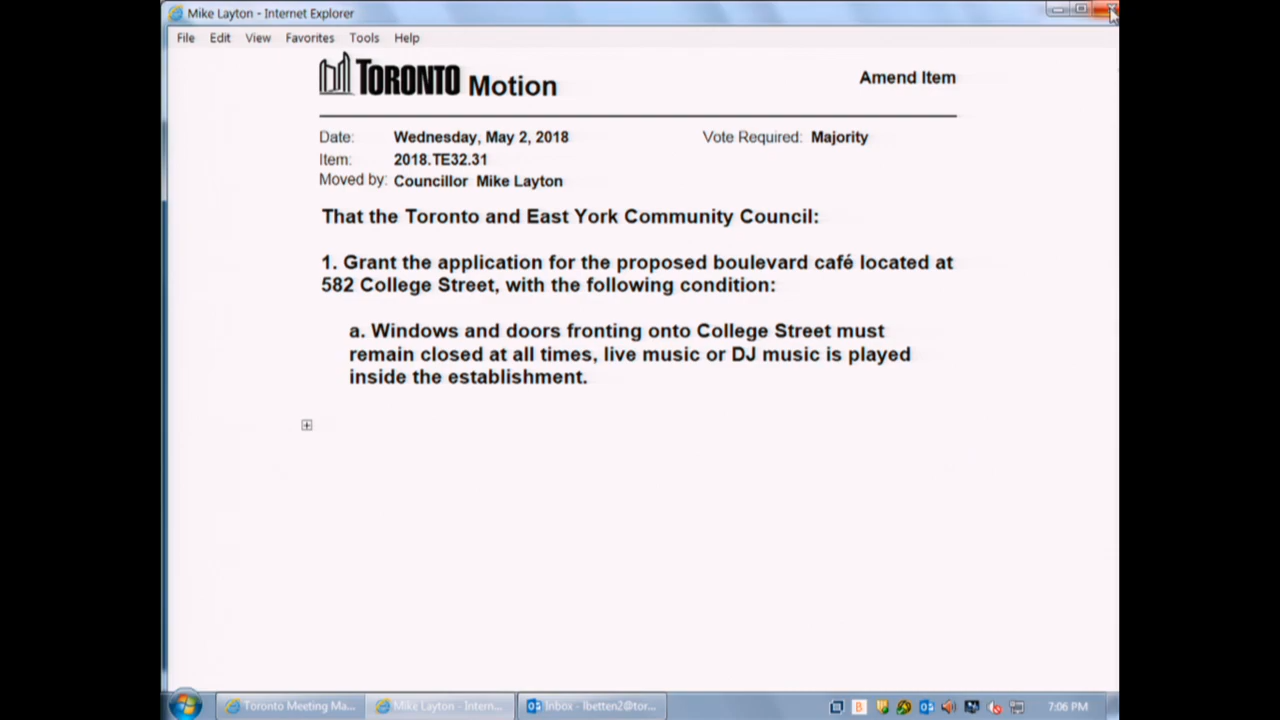 Mike Layton - Internet Explorer
File Edit View Favorites Tools Help
TORONTO Motion
Amend Item
Date: Wednesday, May 2, 2018 Vote Required: Majority
Item: 2018.TE32.31
Moved by: Councillor Mike Layton
That the Toronto and East York Community Council:
1. Grant the application for the proposed boulevard café located at
582 College Street, with the following condition:
a. Windows and doors fronting onto College Street must
remain closed at all times, live music or DJ music is played
inside the establishment.
Toronto Meeting Ma... Mike Layton - Intern... Inbox - lbetten2@tor... 7:06 PM